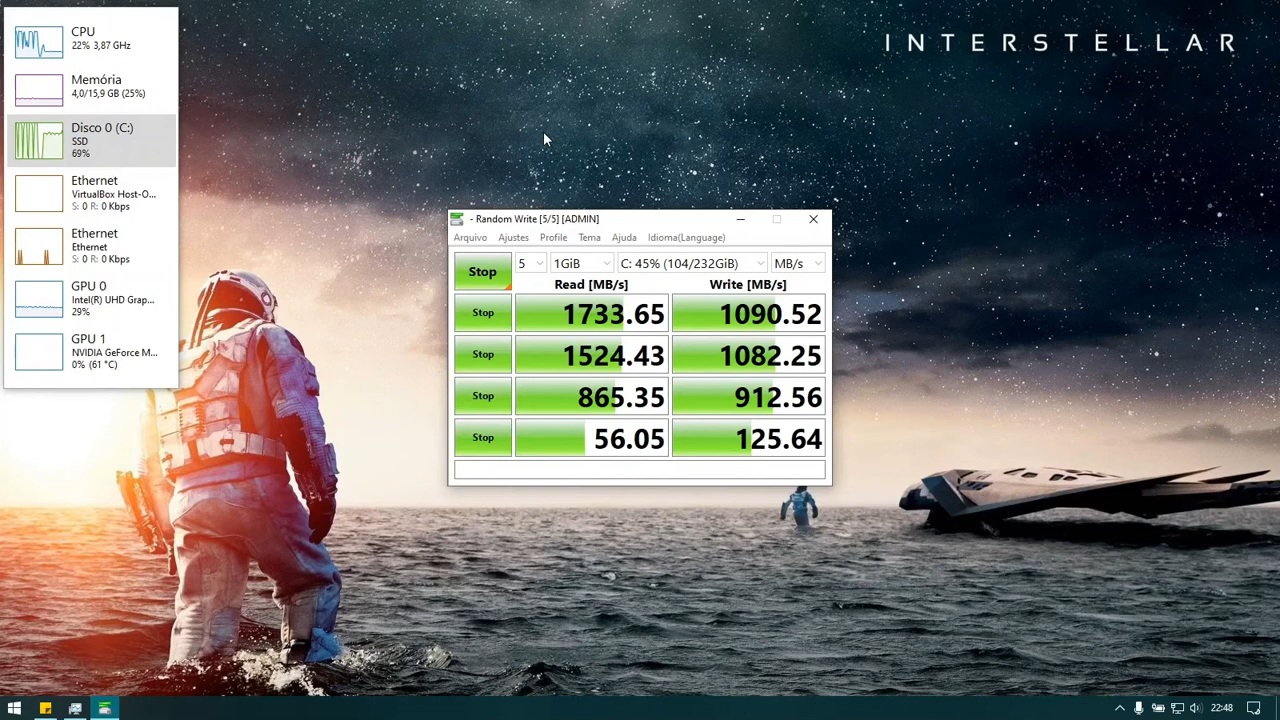 CPU
22% 3,87 GHz
Memória
4,0/15,9 GB (25%)
Disco 0 (C:)
SSD
69%
Ethernet
VirtualBox Host-O...
S: 0 R: 0 Kbps
Ethernet
Ethernet
S: 0 R: 0 Kbps
GPU 0
Intel(R) UHD Grap...
29%
GPU 1
NVIDIA GeForce M...
0% (61 °C)
INTERSTELLAR
- Random Write [5/5] [ADMIN]
Arquivo Ajustes Profile Tema Ajuda Idioma(Language)
Stop 5 1GiB C: 45% (104/232GiB) MB/s
Read [MB/s] Write [MB/s]
Stop 1733.65 1090.52
Stop 1524.43 1082.25
Stop 865.35 912.56
Stop 56.05 125.64
22:48